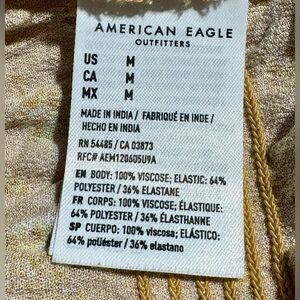 AMERICAN EAGLE
OUTFITTERS
US M
CA M
MX M
MADE IN INDIA / FABRIQUÉ EN INDE /
HECHO EN INDIA
RN 54485 / CA 03873
RFC# AEM120605U9A
EN BODY: 100% VISCOSE; ELASTIC: 64%
POLYESTER / 36% ELASTANE
FR CORPS: 100% VISCOSE; ÉLASTIQUE:
64% POLYESTER / 36% ÉLASTHANNE
SP CUERPO: 100% viscosa; ELÁSTICO:
64% poliéster / 36% elastano